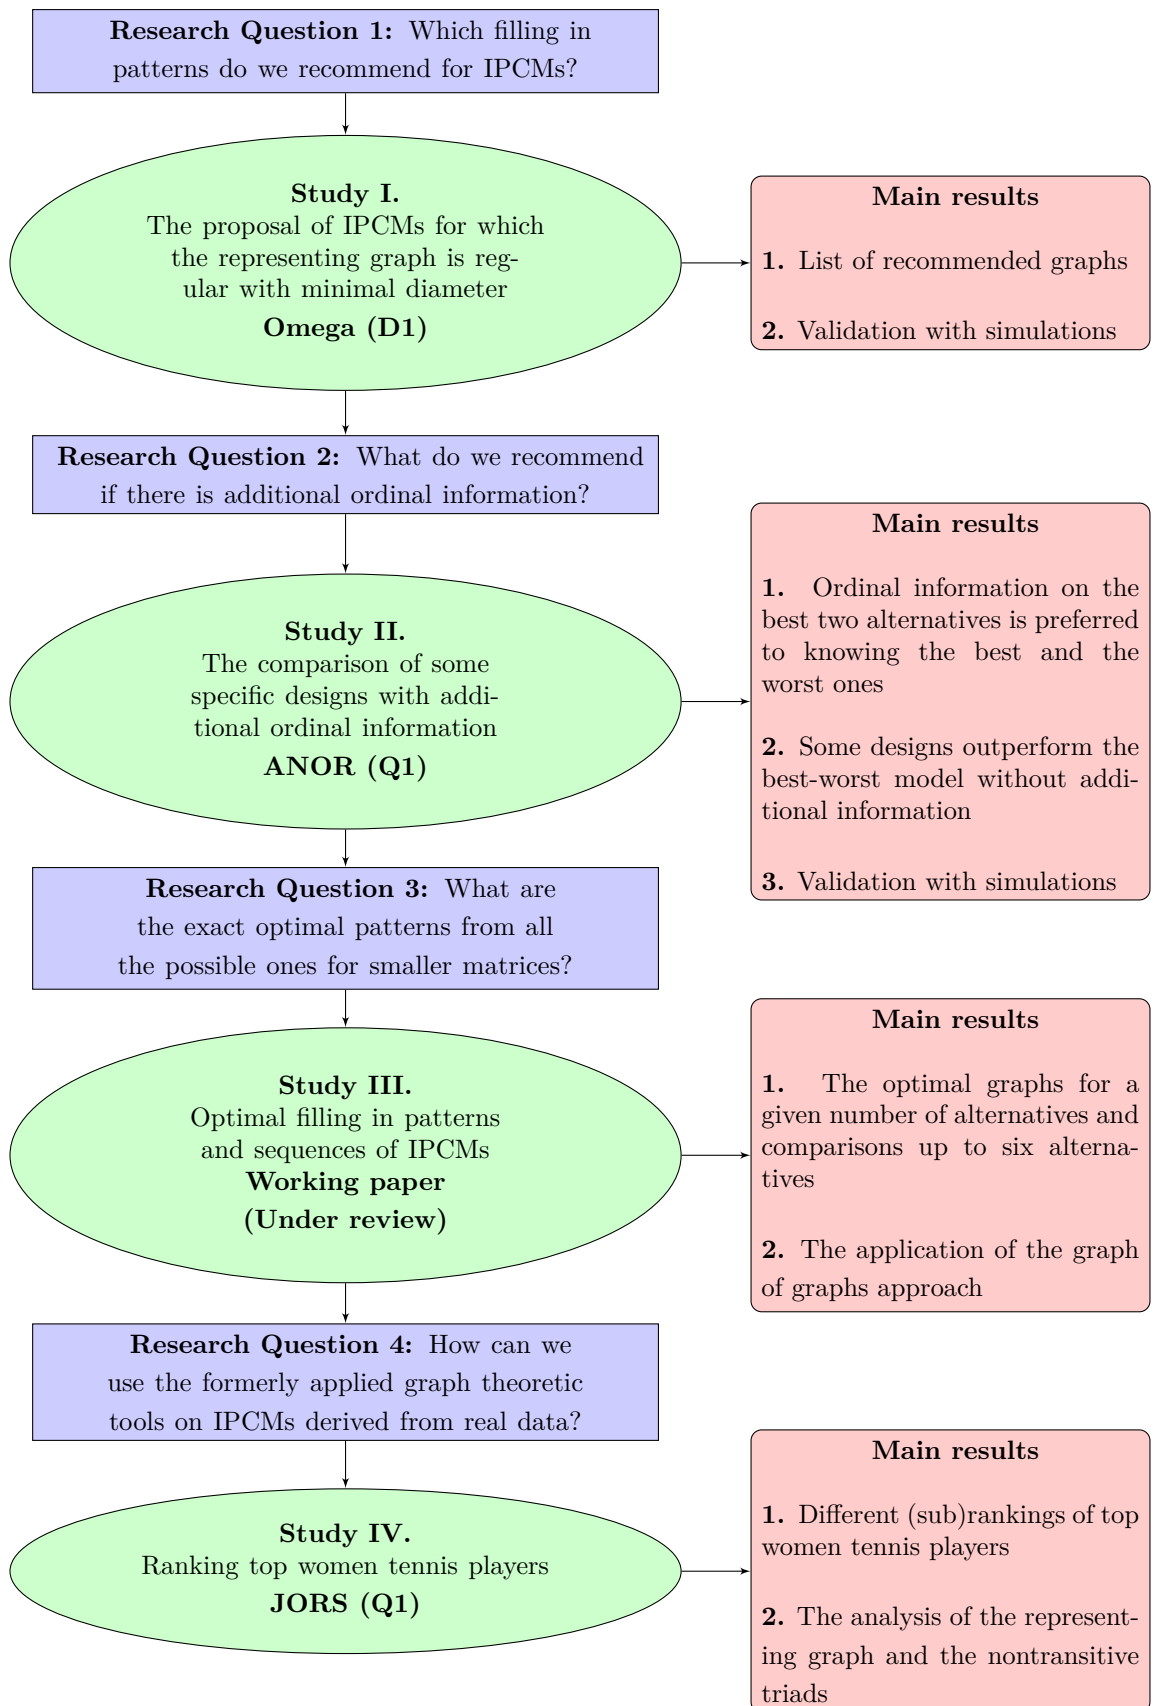 Research Question 1: Which filling in
patterns do we recommend for IPCMs?
Study I.
The proposal of IPCMs for which
the representing graph is reg-
ular with minimal diameter
Omega (D1)
Main results
1. List of recommended graphs
2. Validation with simulations
Research Question 2: What do we recommend
if there is additional ordinal information?
Study II.
The comparison of some
specific designs with addi-
tional ordinal information
ANOR (Q1)
Main results
1. Ordinal information on the
best two alternatives is preferred
to knowing the best and the
worst ones
2. Some designs outperform the
best-worst model without addi-
tional information
3. Validation with simulations
Research Question 3: What are
the exact optimal patterns from all
the possible ones for smaller matrices?
Study III.
Optimal filling in patterns
and sequences of IPCMs
Working paper
(Under review)
Main results
1. The optimal graphs for a
given number of alternatives and
comparisons up to six alterna-
tives
2. The application of the graph
of graphs approach
Research Question 4: How can we
use the formerly applied graph theoretic
tools on IPCMs derived from real data?
Study IV.
Ranking top women tennis players
JORS (Q1)
Main results
1. Different (sub)rankings of top
women tennis players
2. The analysis of the represent-
ing graph and the nontransitive
triads